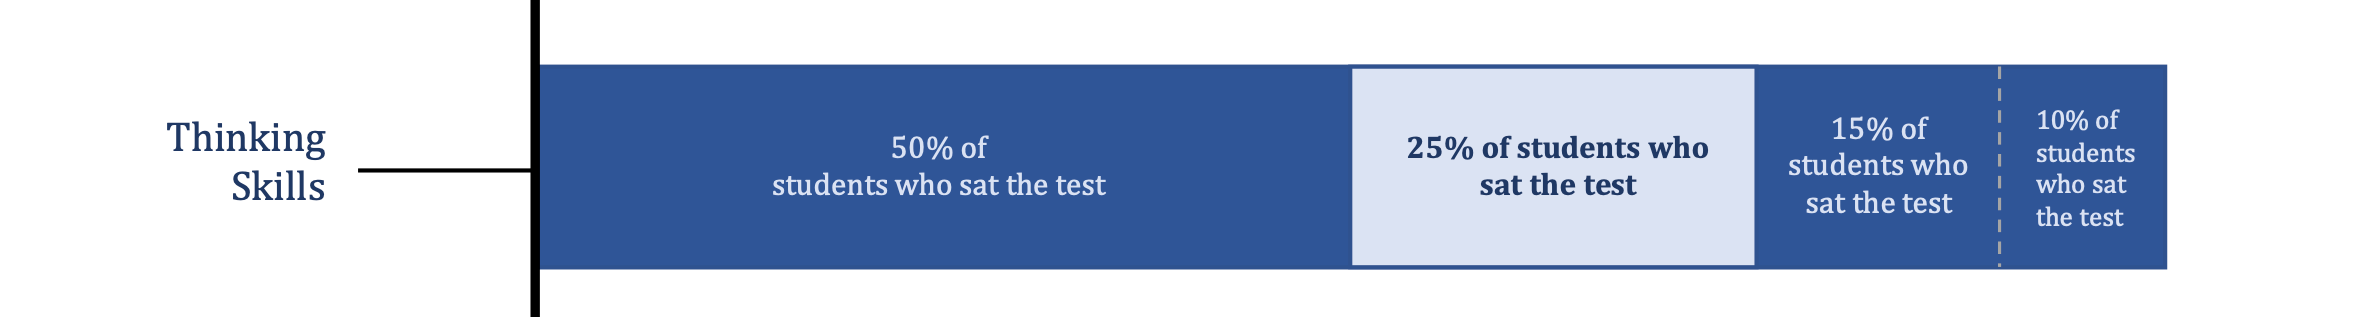 Thinking
Skills
50% of
students who sat the test
25% of students who
sat the test
15% of
students who
sat the test
10% of
students
who sat
the test